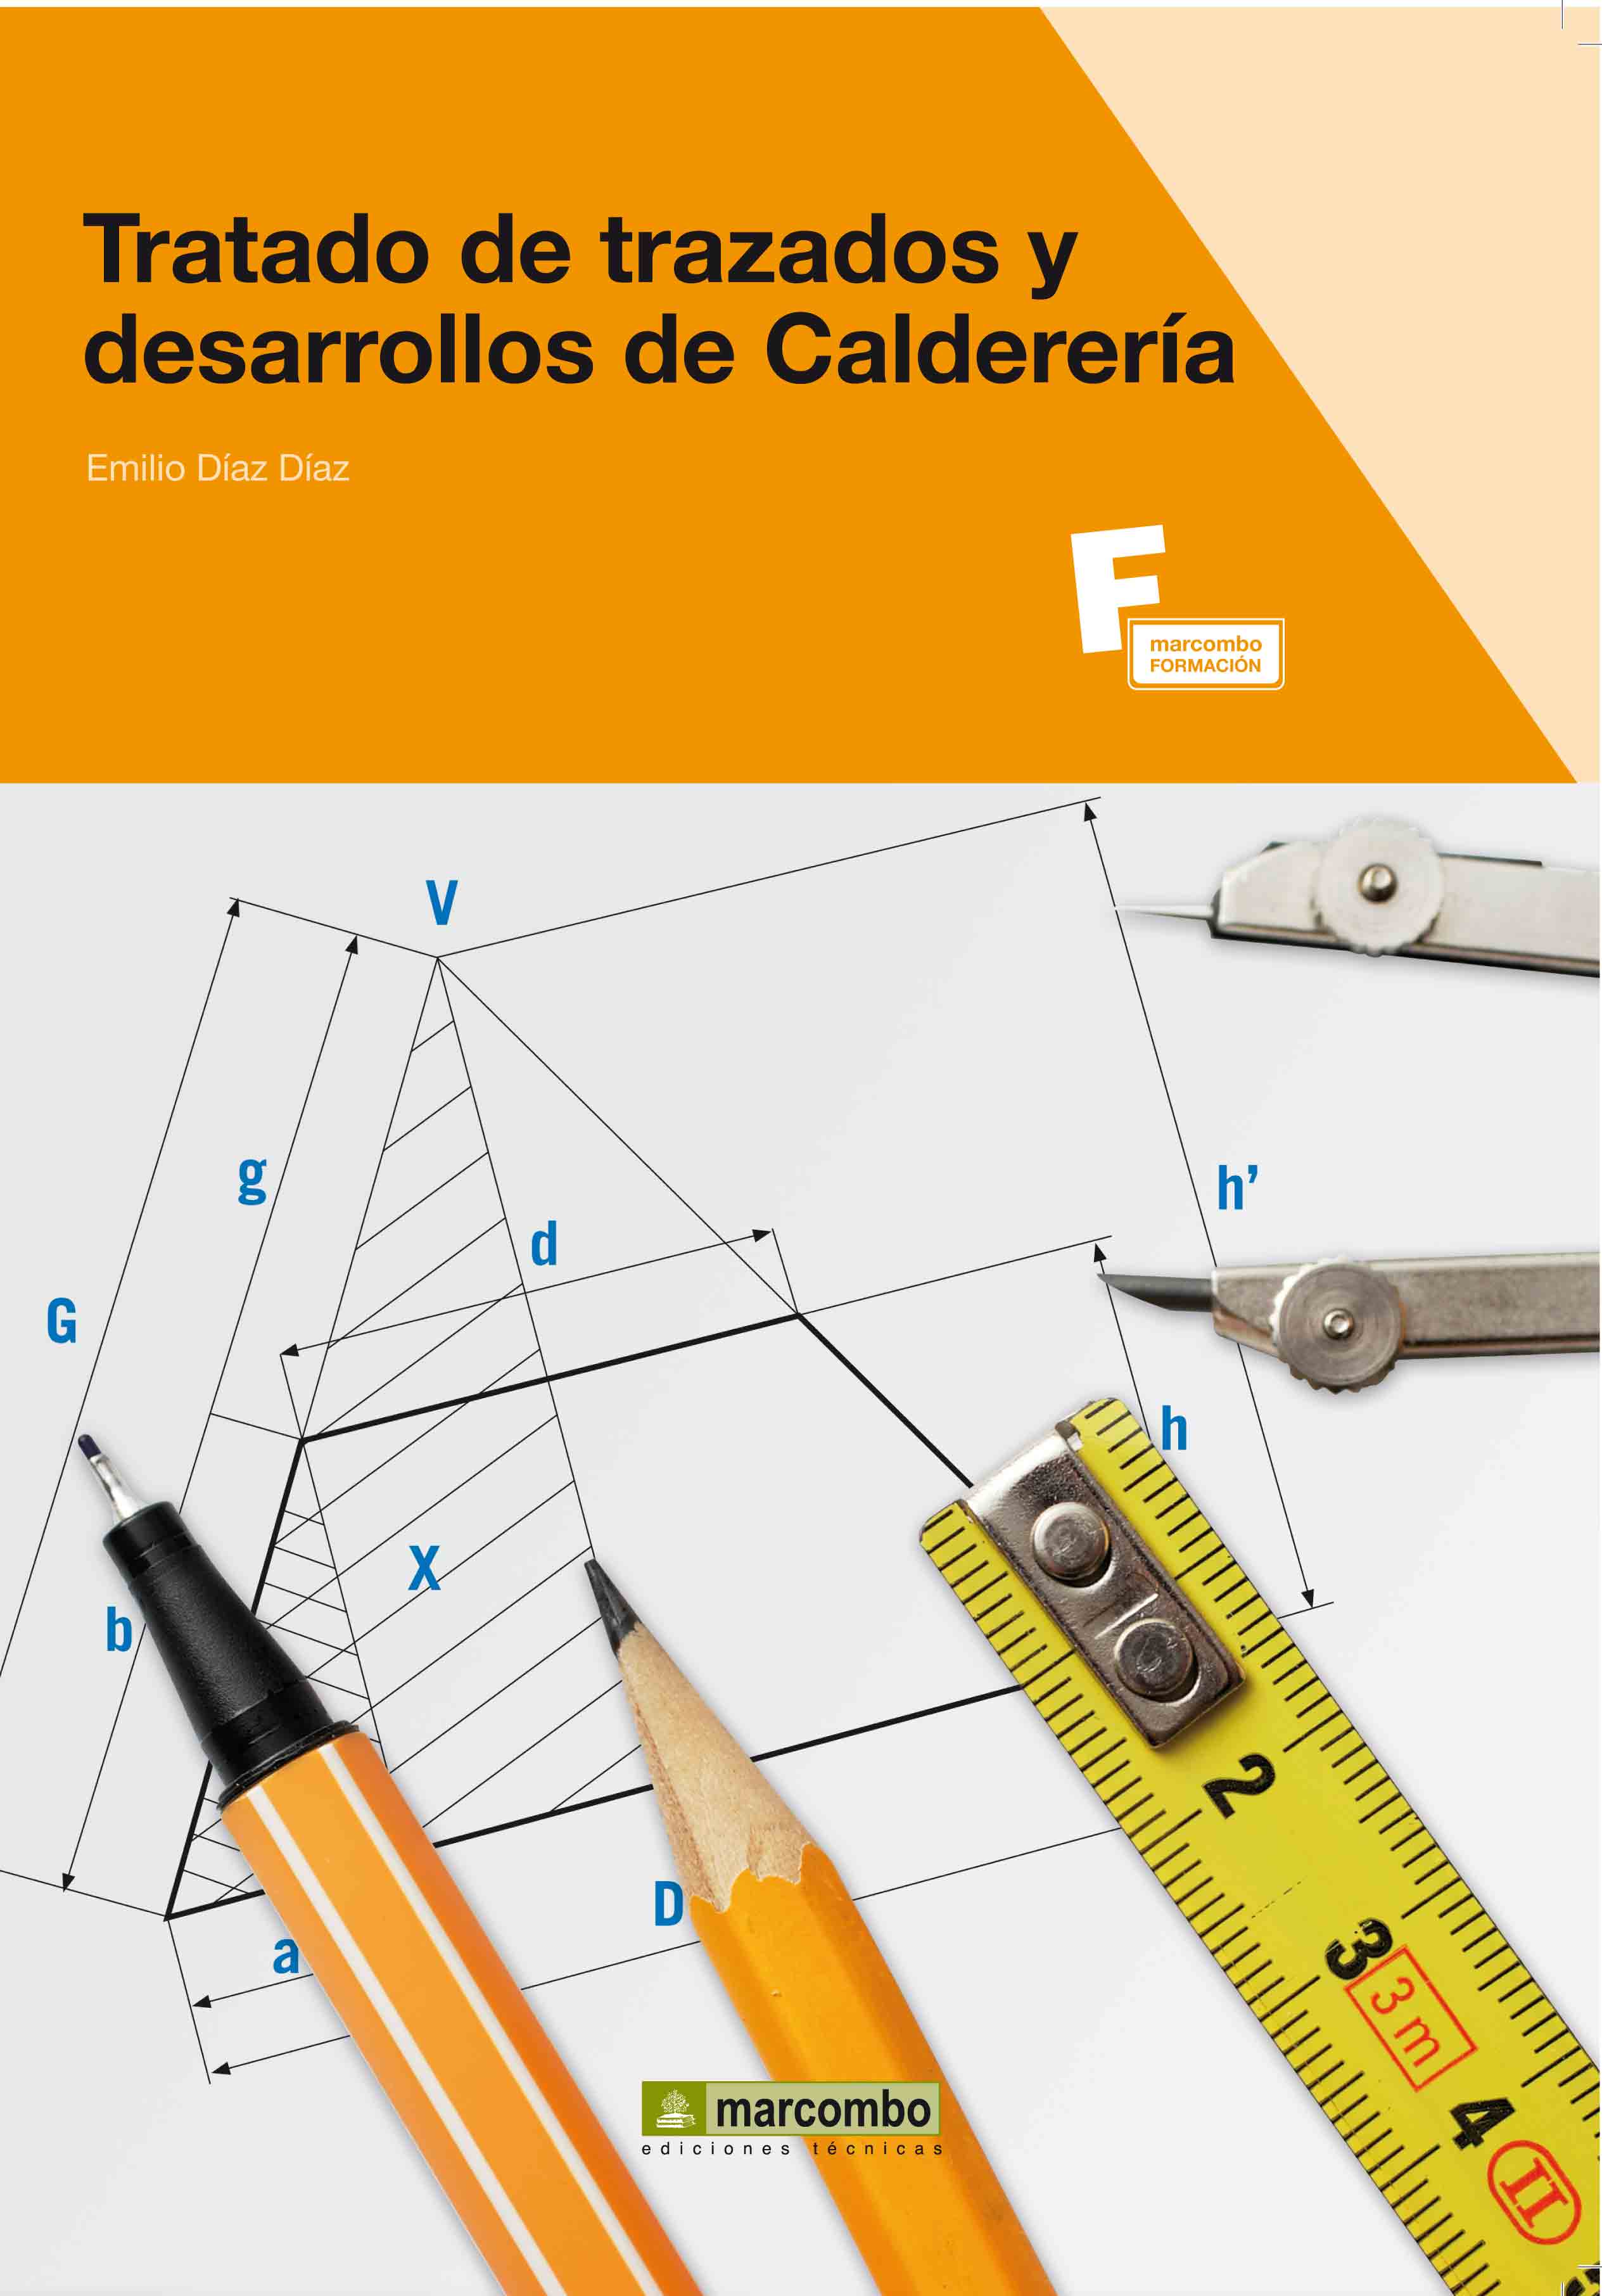 Tratado de trazados y
desarrollos de Calderería
Emilio Díaz Díaz
F
marcombo
FORMACIÓN
V
g
h’
d
G
h
X
b
2
D
3
a
3 m
4
II
marcombo
ediciones técnicas